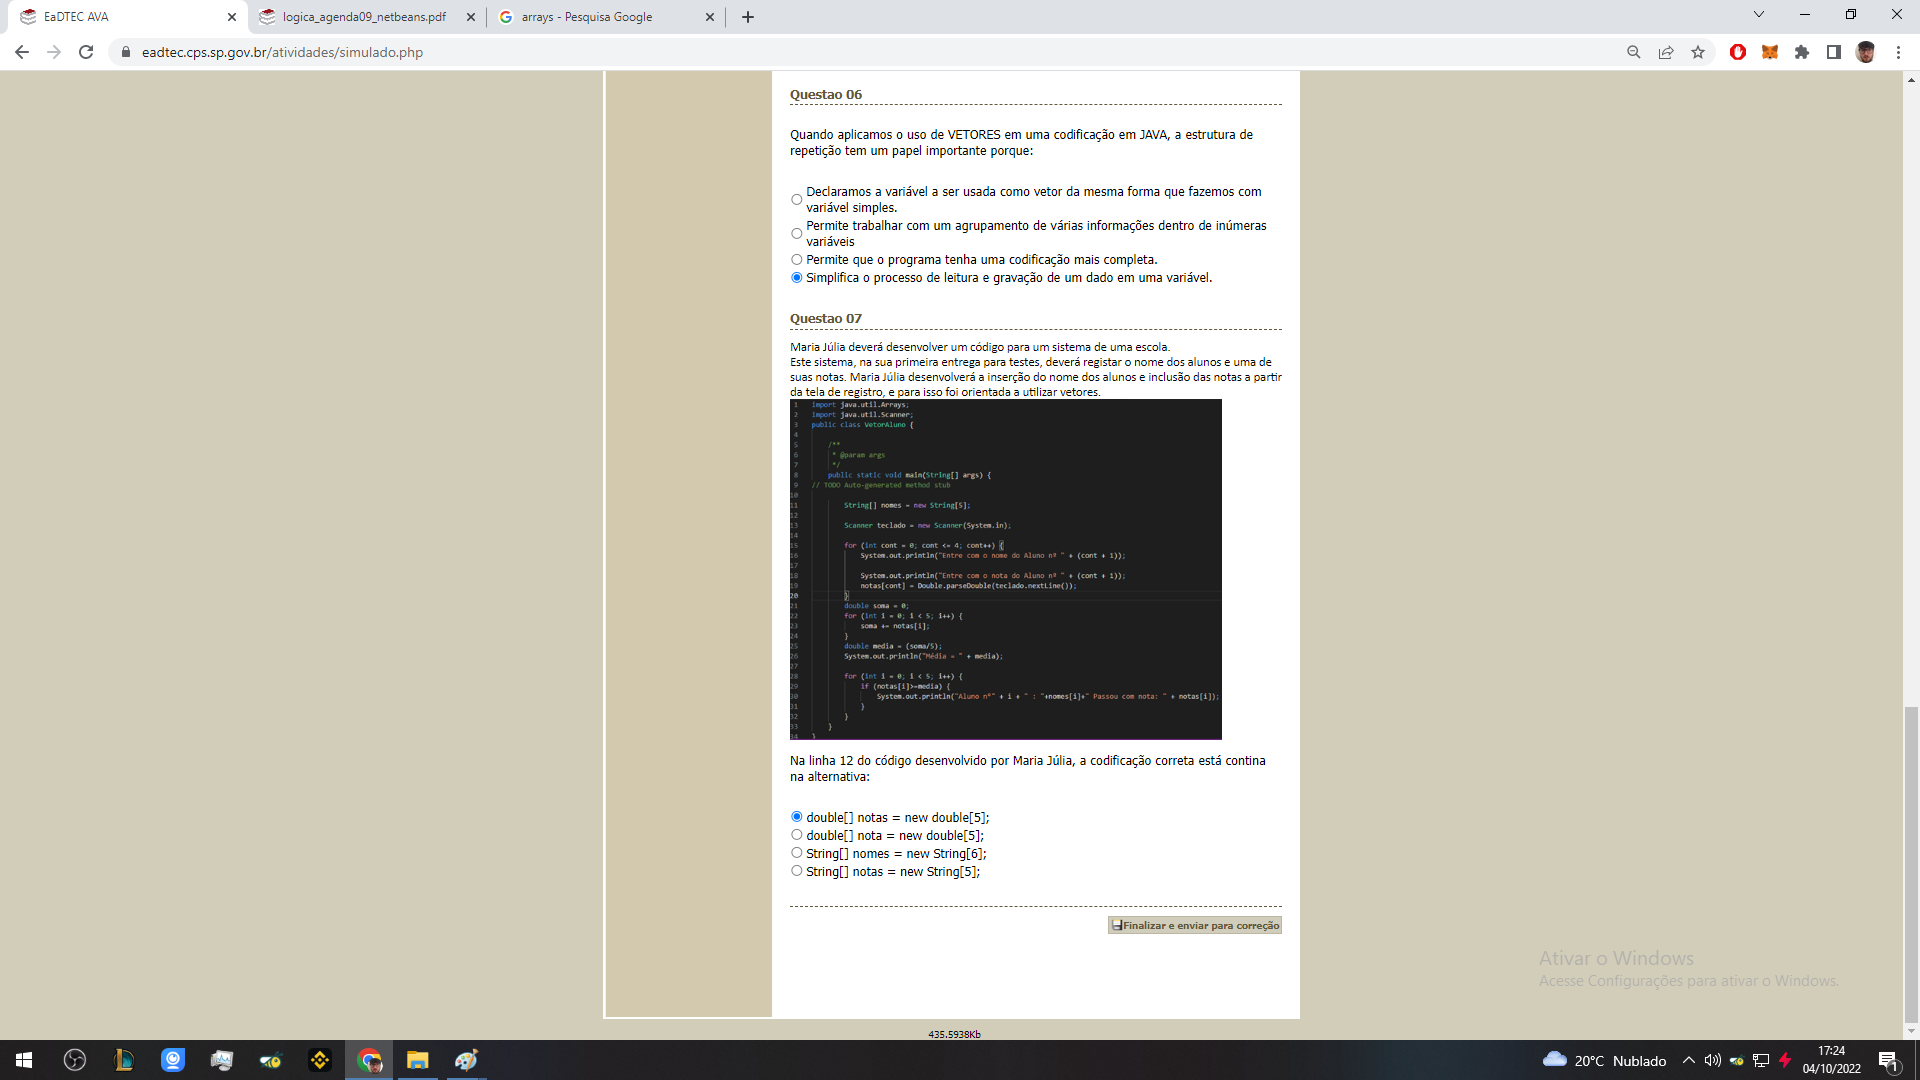 EaDTEC AVA
logica_agenda09_netbeans.pdf
arrays - Pesquisa Google
eadtec.cps.sp.gov.br/atividades/simulado.php
Questao 06
Quando aplicamos o uso de VETORES em uma codificação em JAVA, a estrutura de
repetição tem um papel importante porque:
Declaramos a variável a ser usada como vetor da mesma forma que fazemos com
variável simples.
Permite trabalhar com um agrupamento de várias informações dentro de inúmeras
variáveis
Permite que o programa tenha uma codificação mais completa.
Simplifica o processo de leitura e gravação de um dado em uma variável.
Questao 07
Maria Júlia deverá desenvolver um código para um sistema de uma escola.
Este sistema, na sua primeira entrega para testes, deverá registar o nome dos alunos e uma de
suas notas. Maria Júlia desenvolverá a inserção do nome dos alunos e inclusão das notas a partir
da tela de registro, e para isso foi orientada a utilizar vetores.
1 import java.util.Arrays;
2 import java.util.Scanner;
3 public class VetorAluno {
4
5 /**
6 * @param args
7 */
8 public static void main(String[] args) {
9 // TODO Auto-generated method stub
10
11 String[] nomes = new String[5];
12
13 Scanner teclado = new Scanner(System.in);
14
15 for (int cont = 0; cont <= 4; cont++) {
16 System.out.println("Entre com o nome do Aluno nº " + (cont + 1));
17
18 System.out.println("Entre com o nota do Aluno nº " + (cont + 1));
19 notas[cont] = Double.parseDouble(teclado.nextLine());
20 }
21 double soma = 0;
22 for (int i = 0; i < 5; i++) {
23 soma += notas[i];
24 }
25 double media = (soma/5);
26 System.out.println("Média = " + media);
27
28 for (int i = 0; i < 5; i++) {
29 if (notas[i]>=media) {
30 System.out.println("Aluno nº" + i + " : "+nomes[i]+" Passou com nota: " + notas[i]);
31 }
32 }
33 }
34 }
Na linha 12 do código desenvolvido por Maria Júlia, a codificação correta está contina
na alternativa:
double[] notas = new double[5];
double[] nota = new double[5];
String[] nomes = new String[6];
String[] notas = new String[5];
Finalizar e enviar para correção
Ativar o Windows
Acesse Configurações para ativar o Windows.
435.5938Kb
20°C Nublado
17:24
04/10/2022
1